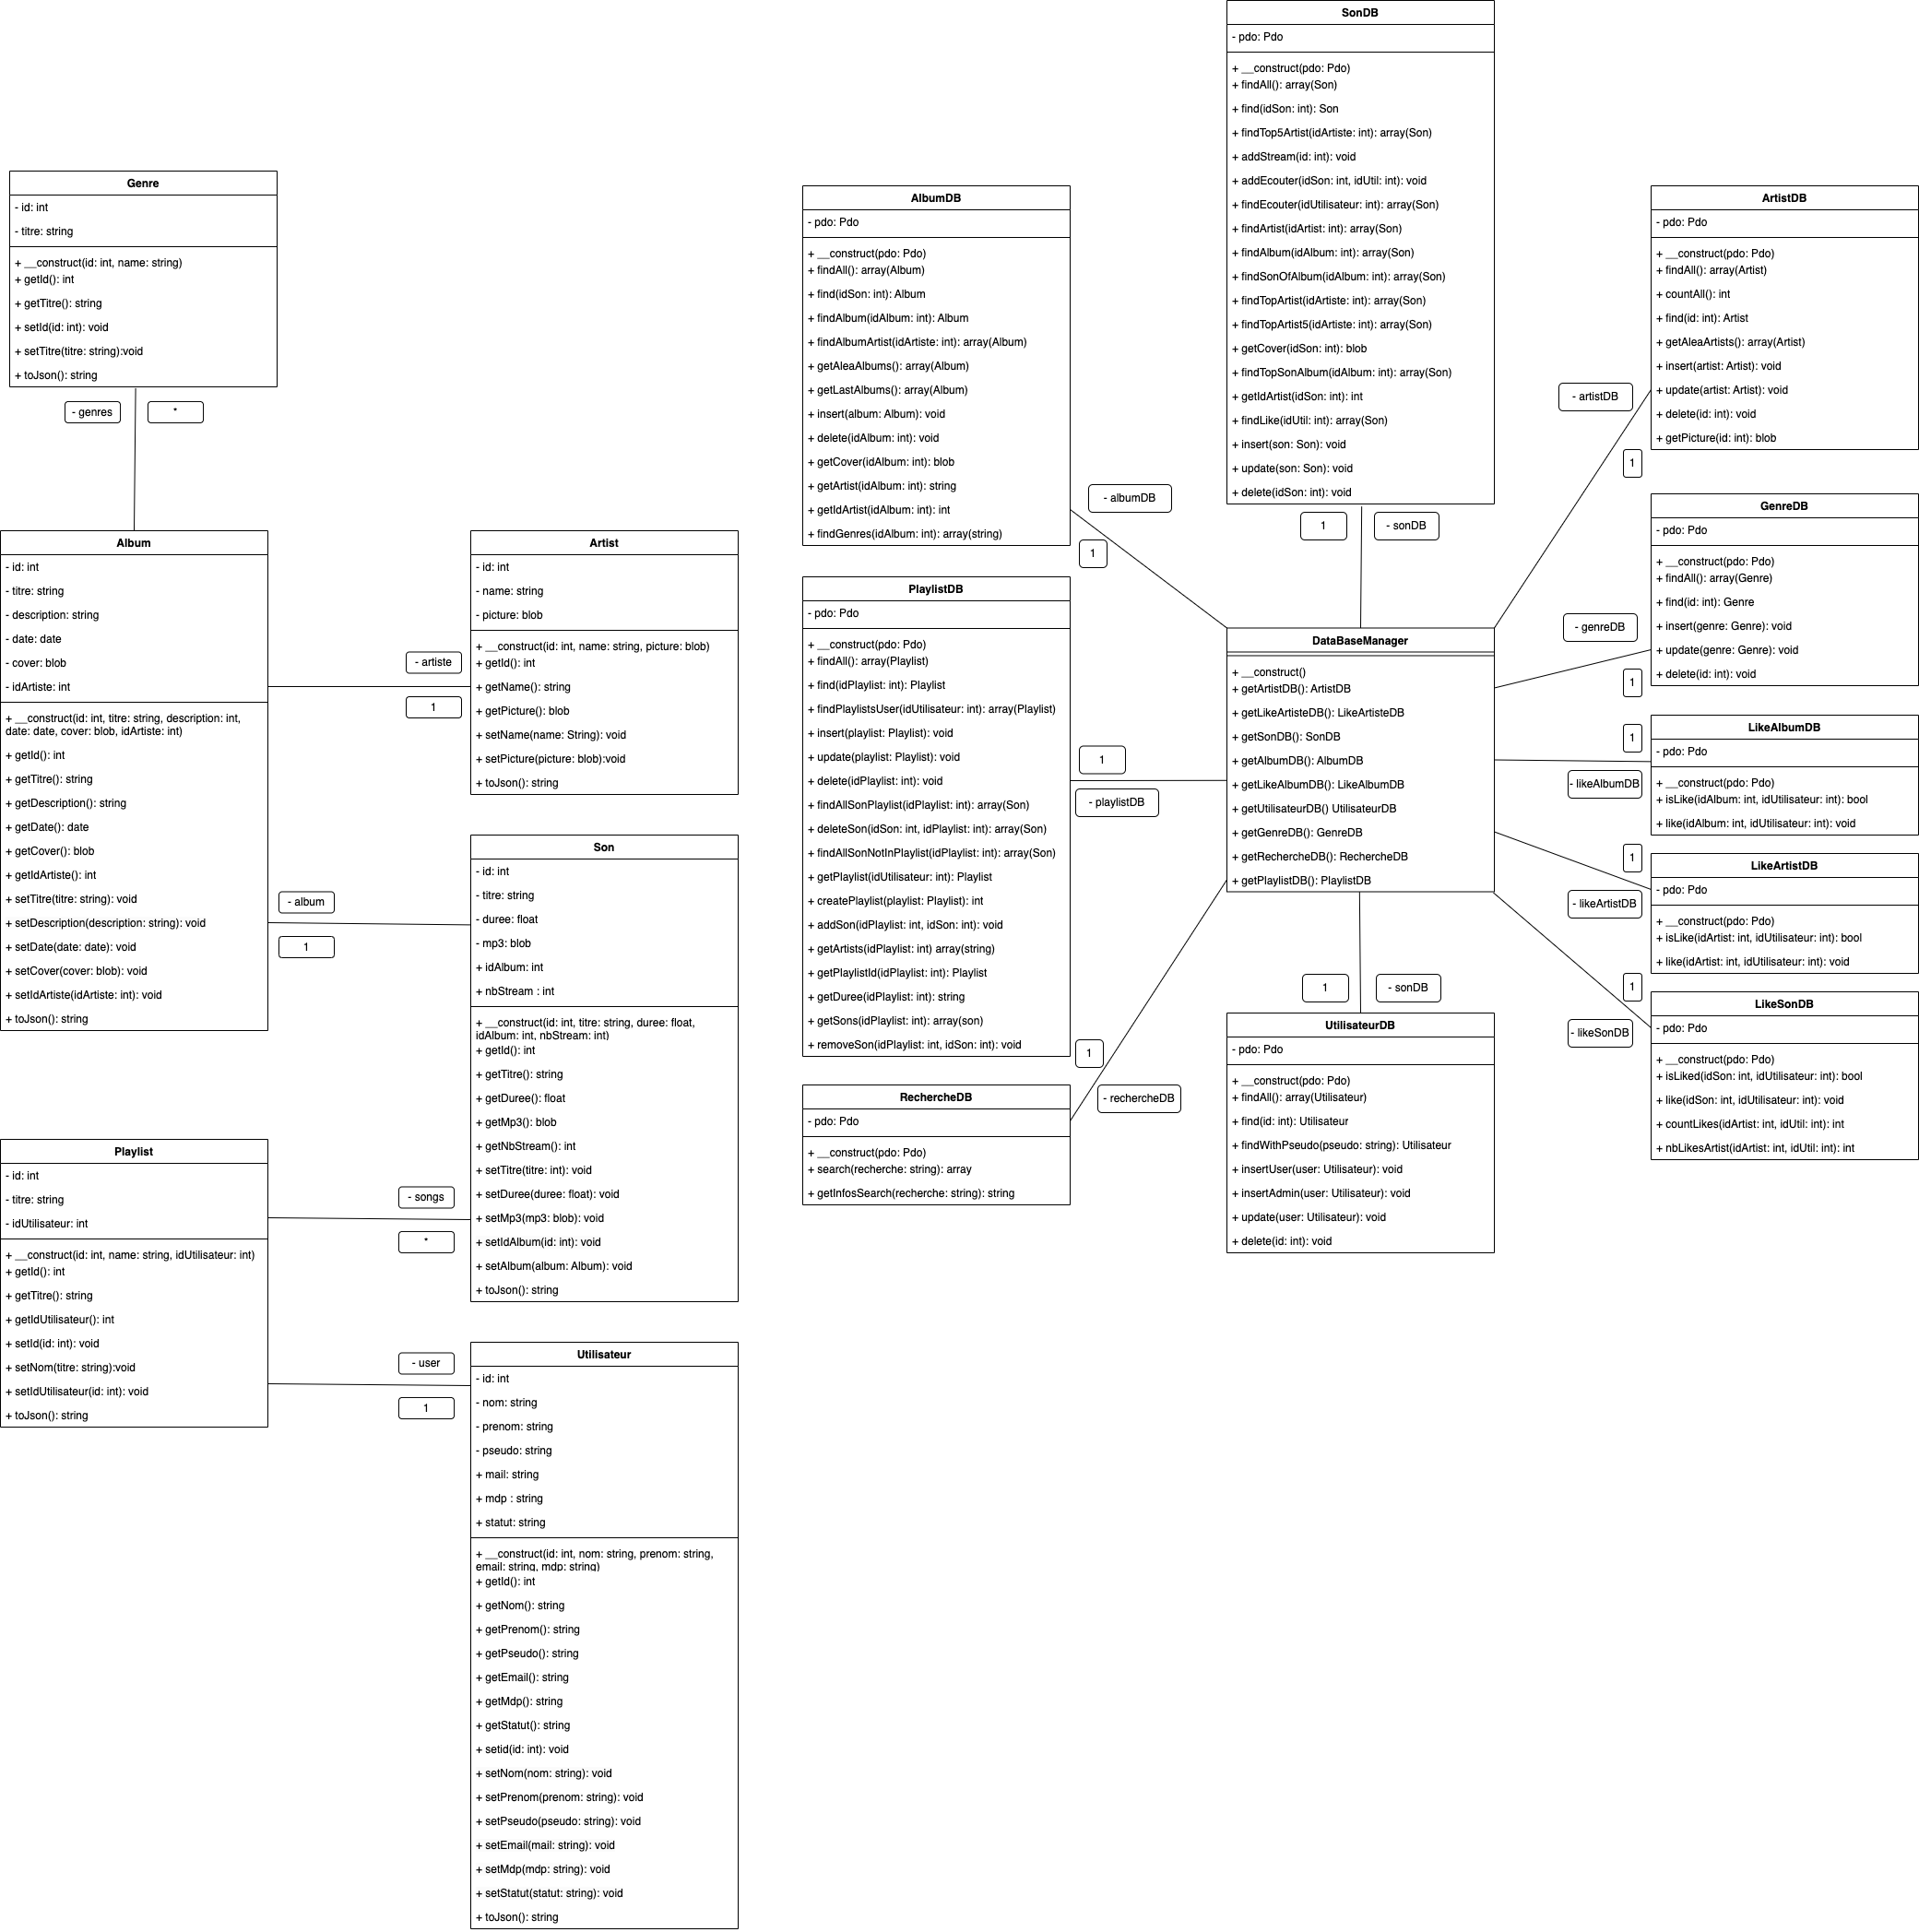 Genre
- id: int
- titre: string
+ __construct(id: int, name: string)
+ getId(): int
+ getTitre(): string
+ setId(id: int): void
+ setTitre(titre: string):void
+ toJson(): string
- genres
*
Album
- id: int
- titre: string
- description: string
- date: date
- cover: blob
- idArtiste: int
+ __construct(id: int, titre: string, description: int,
date: date, cover: blob, idArtiste: int)
+ getId(): int
+ getTitre(): string
+ getDescription(): string
+ getDate(): date
+ getCover(): blob
+ getIdArtiste(): int
+ setTitre(titre: string): void
+ setDescription(description: string): void
+ setDate(date: date): void
+ setCover(cover: blob): void
+ setIdArtiste(idArtiste: int): void
+ toJson(): string
- artiste
1
Artist
- id: int
- name: string
- picture: blob
+ __construct(id: int, name: string, picture: blob)
+ getId(): int
+ getName(): string
+ getPicture(): blob
+ setName(name: String): void
+ setPicture(picture: blob):void
+ toJson(): string
- album
1
Son
- id: int
- titre: string
- duree: float
- mp3: blob
+ idAlbum: int
+ nbStream : int
+ __construct(id: int, titre: string, duree: float,
idAlbum: int, nbStream: int)
+ getId(): int
+ getTitre(): string
+ getDuree(): float
+ getMp3(): blob
+ getNbStream(): int
+ setTitre(titre: int): void
+ setDuree(duree: float): void
+ setMp3(mp3: blob): void
+ setIdAlbum(id: int): void
+ setAlbum(album: Album): void
+ toJson(): string
Playlist
- id: int
- titre: string
- idUtilisateur: int
+ __construct(id: int, name: string, idUtilisateur: int)
+ getId(): int
+ getTitre(): string
+ getIdUtilisateur(): int
+ setId(id: int): void
+ setNom(titre: string):void
+ setIdUtilisateur(id: int): void
+ toJson(): string
- songs
*
- user
1
Utilisateur
- id: int
- nom: string
- prenom: string
- pseudo: string
+ mail: string
+ mdp : string
+ statut: string
+ __construct(id: int, nom: string, prenom: string,
email: string, mdp: string)
+ getId(): int
+ getNom(): string
+ getPrenom(): string
+ getPseudo(): string
+ getEmail(): string
+ getMdp(): string
+ getStatut(): string
+ setid(id: int): void
+ setNom(nom: string): void
+ setPrenom(prenom: string): void
+ setPseudo(pseudo: string): void
+ setEmail(mail: string): void
+ setMdp(mdp: string): void
+ setStatut(statut: string): void
+ toJson(): string
AlbumDB
- pdo: Pdo
+ __construct(pdo: Pdo)
+ findAll(): array(Album)
+ find(idSon: int): Album
+ findAlbum(idAlbum: int): Album
+ findAlbumArtist(idArtiste: int): array(Album)
+ getAleaAlbums(): array(Album)
+ getLastAlbums(): array(Album)
+ insert(album: Album): void
+ delete(idAlbum: int): void
+ getCover(idAlbum: int): blob
+ getArtist(idAlbum: int): string
+ getIdArtist(idAlbum: int): int
+ findGenres(idAlbum: int): array(string)
- albumDB
1
PlaylistDB
- pdo: Pdo
+ __construct(pdo: Pdo)
+ findAll(): array(Playlist)
+ find(idPlaylist: int): Playlist
+ findPlaylistsUser(idUtilisateur: int): array(Playlist)
+ insert(playlist: Playlist): void
+ update(playlist: Playlist): void
+ delete(idPlaylist: int): void
+ findAllSonPlaylist(idPlaylist: int): array(Son)
+ deleteSon(idSon: int, idPlaylist: int): array(Son)
+ findAllSonNotInPlaylist(idPlaylist: int): array(Son)
+ getPlaylist(idUtilisateur: int): Playlist
+ createPlaylist(playlist: Playlist): int
+ addSon(idPlaylist: int, idSon: int): void
+ getArtists(idPlaylist: int) array(string)
+ getPlaylistId(idPlaylist: int): Playlist
+ getDuree(idPlaylist: int): string
+ getSons(idPlaylist: int): array(son)
+ removeSon(idPlaylist: int, idSon: int): void
1
- playlistDB
RechercheDB
- pdo: Pdo
+ __construct(pdo: Pdo)
+ search(recherche: string): array
+ getInfosSearch(recherche: string): string
1
- rechercheDB
SonDB
- pdo: Pdo
+ __construct(pdo: Pdo)
+ findAll(): array(Son)
+ find(idSon: int): Son
+ findTop5Artist(idArtiste: int): array(Son)
+ addStream(id: int): void
+ addEcouter(idSon: int, idUtil: int): void
+ findEcouter(idUtilisateur: int): array(Son)
+ findArtist(idArtist: int): array(Son)
+ findAlbum(idAlbum: int): array(Son)
+ findSonOfAlbum(idAlbum: int): array(Son)
+ findTopArtist(idArtiste: int): array(Son)
+ findTopArtist5(idArtiste: int): array(Son)
+ getCover(idSon: int): blob
+ findTopSonAlbum(idAlbum: int): array(Son)
+ getIdArtist(idSon: int): int
+ findLike(idUtil: int): array(Son)
+ insert(son: Son): void
+ update(son: Son): void
+ delete(idSon: int): void
1
- sonDB
DataBaseManager
+ __construct()
+ getArtistDB(): ArtistDB
+ getLikeArtisteDB(): LikeArtisteDB
+ getSonDB(): SonDB
+ getAlbumDB(): AlbumDB
+ getLikeAlbumDB(): LikeAlbumDB
+ getUtilisateurDB() UtilisateurDB
+ getGenreDB(): GenreDB
+ getRechercheDB(): RechercheDB
+ getPlaylistDB(): PlaylistDB
1
- sonDB
UtilisateurDB
- pdo: Pdo
+ __construct(pdo: Pdo)
+ findAll(): array(Utilisateur)
+ find(id: int): Utilisateur
+ findWithPseudo(pseudo: string): Utilisateur
+ insertUser(user: Utilisateur): void
+ insertAdmin(user: Utilisateur): void
+ update(user: Utilisateur): void
+ delete(id: int): void
ArtistDB
- pdo: Pdo
+ __construct(pdo: Pdo)
+ findAll(): array(Artist)
+ countAll(): int
+ find(id: int): Artist
+ getAleaArtists(): array(Artist)
+ insert(artist: Artist): void
+ update(artist: Artist): void
+ delete(id: int): void
+ getPicture(id: int): blob
- artistDB
1
GenreDB
- pdo: Pdo
+ __construct(pdo: Pdo)
+ findAll(): array(Genre)
+ find(id: int): Genre
+ insert(genre: Genre): void
+ update(genre: Genre): void
+ delete(id: int): void
- genreDB
1
LikeAlbumDB
- pdo: Pdo
+ __construct(pdo: Pdo)
+ isLike(idAlbum: int, idUtilisateur: int): bool
+ like(idAlbum: int, idUtilisateur: int): void
1
- likeAlbumDB
LikeArtistDB
- pdo: Pdo
+ __construct(pdo: Pdo)
+ isLike(idArtist: int, idUtilisateur: int): bool
+ like(idArtist: int, idUtilisateur: int): void
1
- likeArtistDB
LikeSonDB
- pdo: Pdo
+ __construct(pdo: Pdo)
+ isLiked(idSon: int, idUtilisateur: int): bool
+ like(idSon: int, idUtilisateur: int): void
+ countLikes(idArtist: int, idUtil: int): int
+ nbLikesArtist(idArtist: int, idUtil: int): int
1
- likeSonDB